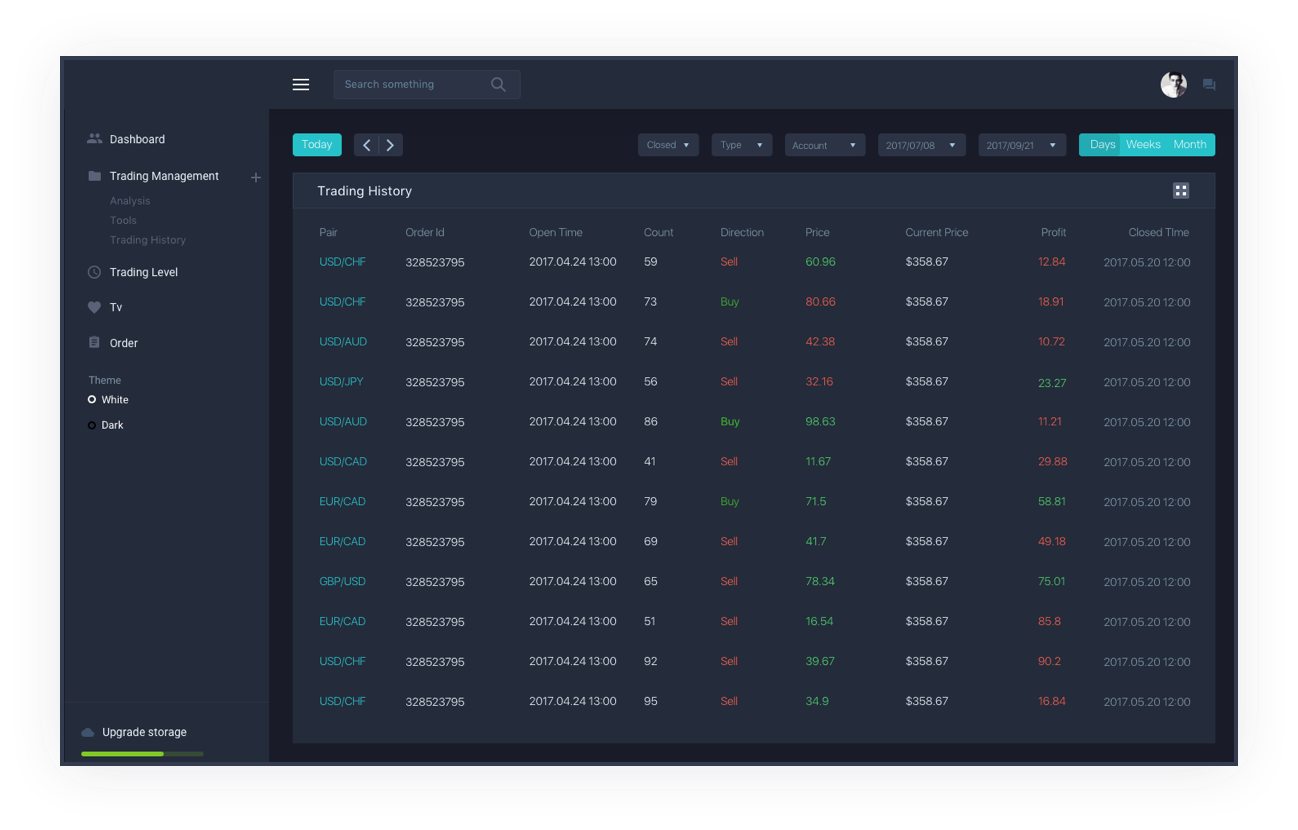 Search something
Dashboard
Trading Management
Analysis
Tools
Trading History
Trading Level
Tv
Order
Theme
White
Dark
Upgrade storage
Today Closed Type Account 2017/07/08 2017/09/21 Days Weeks Month
Trading History
Pair Order Id Open Time Count Direction Price Current Price Profit Closed TIme
USD/CHF 328523795 2017.04.24 13:00 59 Sell 60.96 $358.67 12.84 2017.05.20 12:00
USD/CHF 328523795 2017.04.24 13:00 73 Buy 80.66 $358.67 18.91 2017.05.20 12:00
USD/AUD 328523795 2017.04.24 13:00 74 Sell 42.38 $358.67 10.72 2017.05.20 12:00
USD/JPY 328523795 2017.04.24 13:00 56 Sell 32.16 $358.67 23.27 2017.05.20 12:00
USD/AUD 328523795 2017.04.24 13:00 86 Buy 98.63 $358.67 11.21 2017.05.20 12:00
USD/CAD 328523795 2017.04.24 13:00 41 Sell 11.67 $358.67 29.88 2017.05.20 12:00
EUR/CAD 328523795 2017.04.24 13:00 79 Buy 71.5 $358.67 58.81 2017.05.20 12:00
EUR/CAD 328523795 2017.04.24 13:00 69 Sell 41.7 $358.67 49.18 2017.05.20 12:00
GBP/USD 328523795 2017.04.24 13:00 65 Sell 78.34 $358.67 75.01 2017.05.20 12:00
EUR/CAD 328523795 2017.04.24 13:00 51 Sell 16.54 $358.67 85.8 2017.05.20 12:00
USD/CHF 328523795 2017.04.24 13:00 92 Sell 39.67 $358.67 90.2 2017.05.20 12:00
USD/CHF 328523795 2017.04.24 13:00 95 Sell 34.9 $358.67 16.84 2017.05.20 12:00